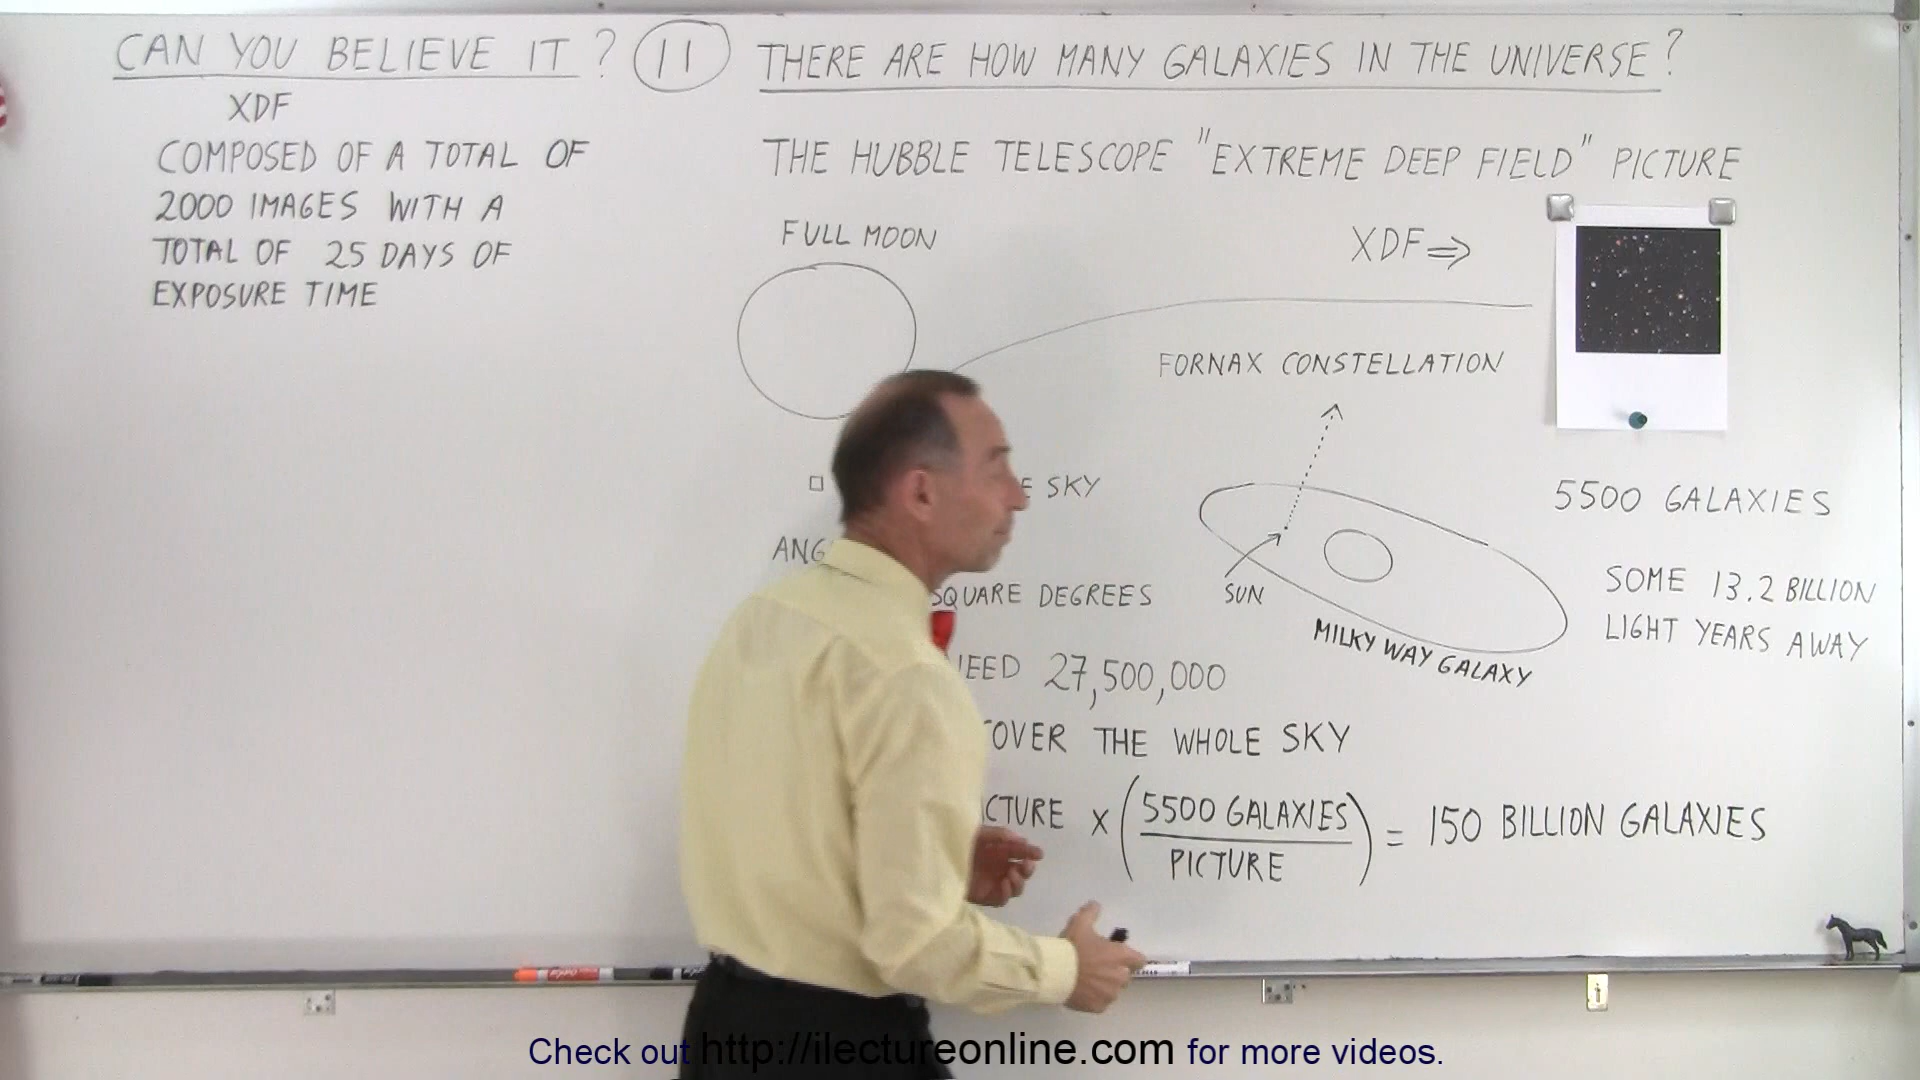 CAN YOU BELIEVE IT ? 11 THERE ARE HOW MANY GALAXIES IN THE UNIVERSE?
XDF
COMPOSED OF A TOTAL OF
2000 IMAGES WITH A
TOTAL OF 25 DAYS OF
EXPOSURE TIME
THE HUBBLE TELESCOPE "EXTREME DEEP FIELD" PICTURE
FULL MOON
XDF⇒
FORNAX CONSTELLATION
SKY
5500 GALAXIES
SQUARE DEGREES
SUN
MILKY WAY GALAXY
SOME 13.2 BILLION
LIGHT YEARS AWAY
27,500,000
COVER THE WHOLE SKY
x (5500 GALAXIES
PICTURE) = 150 BILLION GALAXIES
Check out http://ilectureonline.com for more videos.